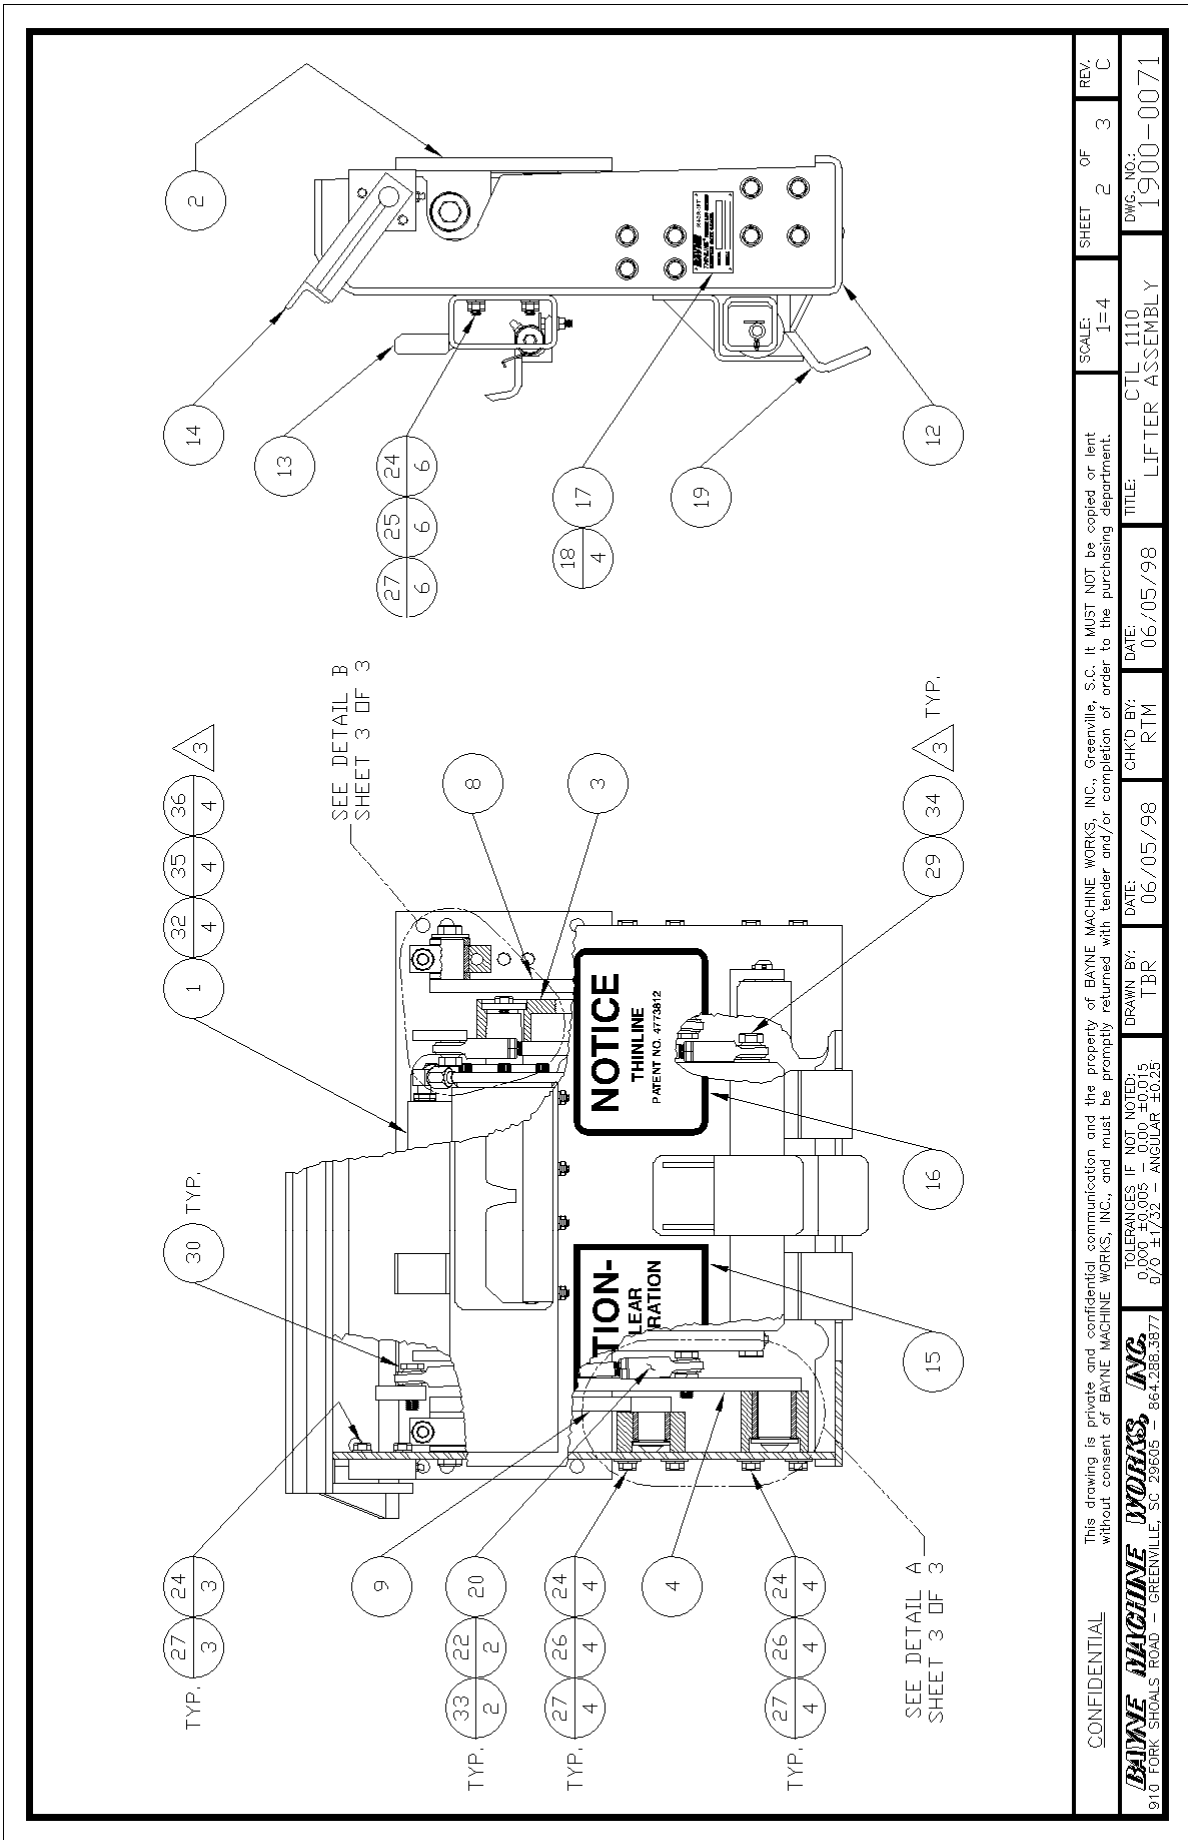 TYP.
27 24
3 3
30 TYP.
1 32 35 36
4 4 4
3
14
2
9
SEE DETAIL B
SHEET 3 OF 3
13
TYP.
33 22 20
2 2
8
27 25 24
6 6 6
TYP.
27 26 24
4 4 4
TION-
LEAR
RATION
NOTICE
THINLINE
PATENT NO. 4773812
3
18 17
4
BAYNE
4
19
TYP.
27 26 24
4 4 4
SEE DETAIL A
SHEET 3 OF 3
15
16
29 34
3 TYP.
12
CONFIDENTIAL
This drawing is private and confidential communication and the property of BAYNE MACHINE WORKS, INC., Greenville, S.C. It MUST NOT be copied or lent
without consent of BAYNE MACHINE WORKS, INC., and must be promptly returned with tender and/or completion of order to the purchasing department.
SCALE:
1=4
SHEET 2 OF 3
REV.
C
BAYNE MACHINE WORKS, INC.
910 FORK SHOALS ROAD - GREENVILLE, SC 29605 - 864.288.3877
TOLERANCES IF NOT NOTED:
0.000 ±0.005 - 0.00 ±0.015
0/0 ±1/32 - ANGULAR ±0.25
DRAWN BY:
TBR
DATE:
06/05/98
CHK'D BY:
RTM
DATE:
06/05/98
TITLE:
CTL 1110
LIFTER ASSEMBLY
DWG. NO.:
1900-0071